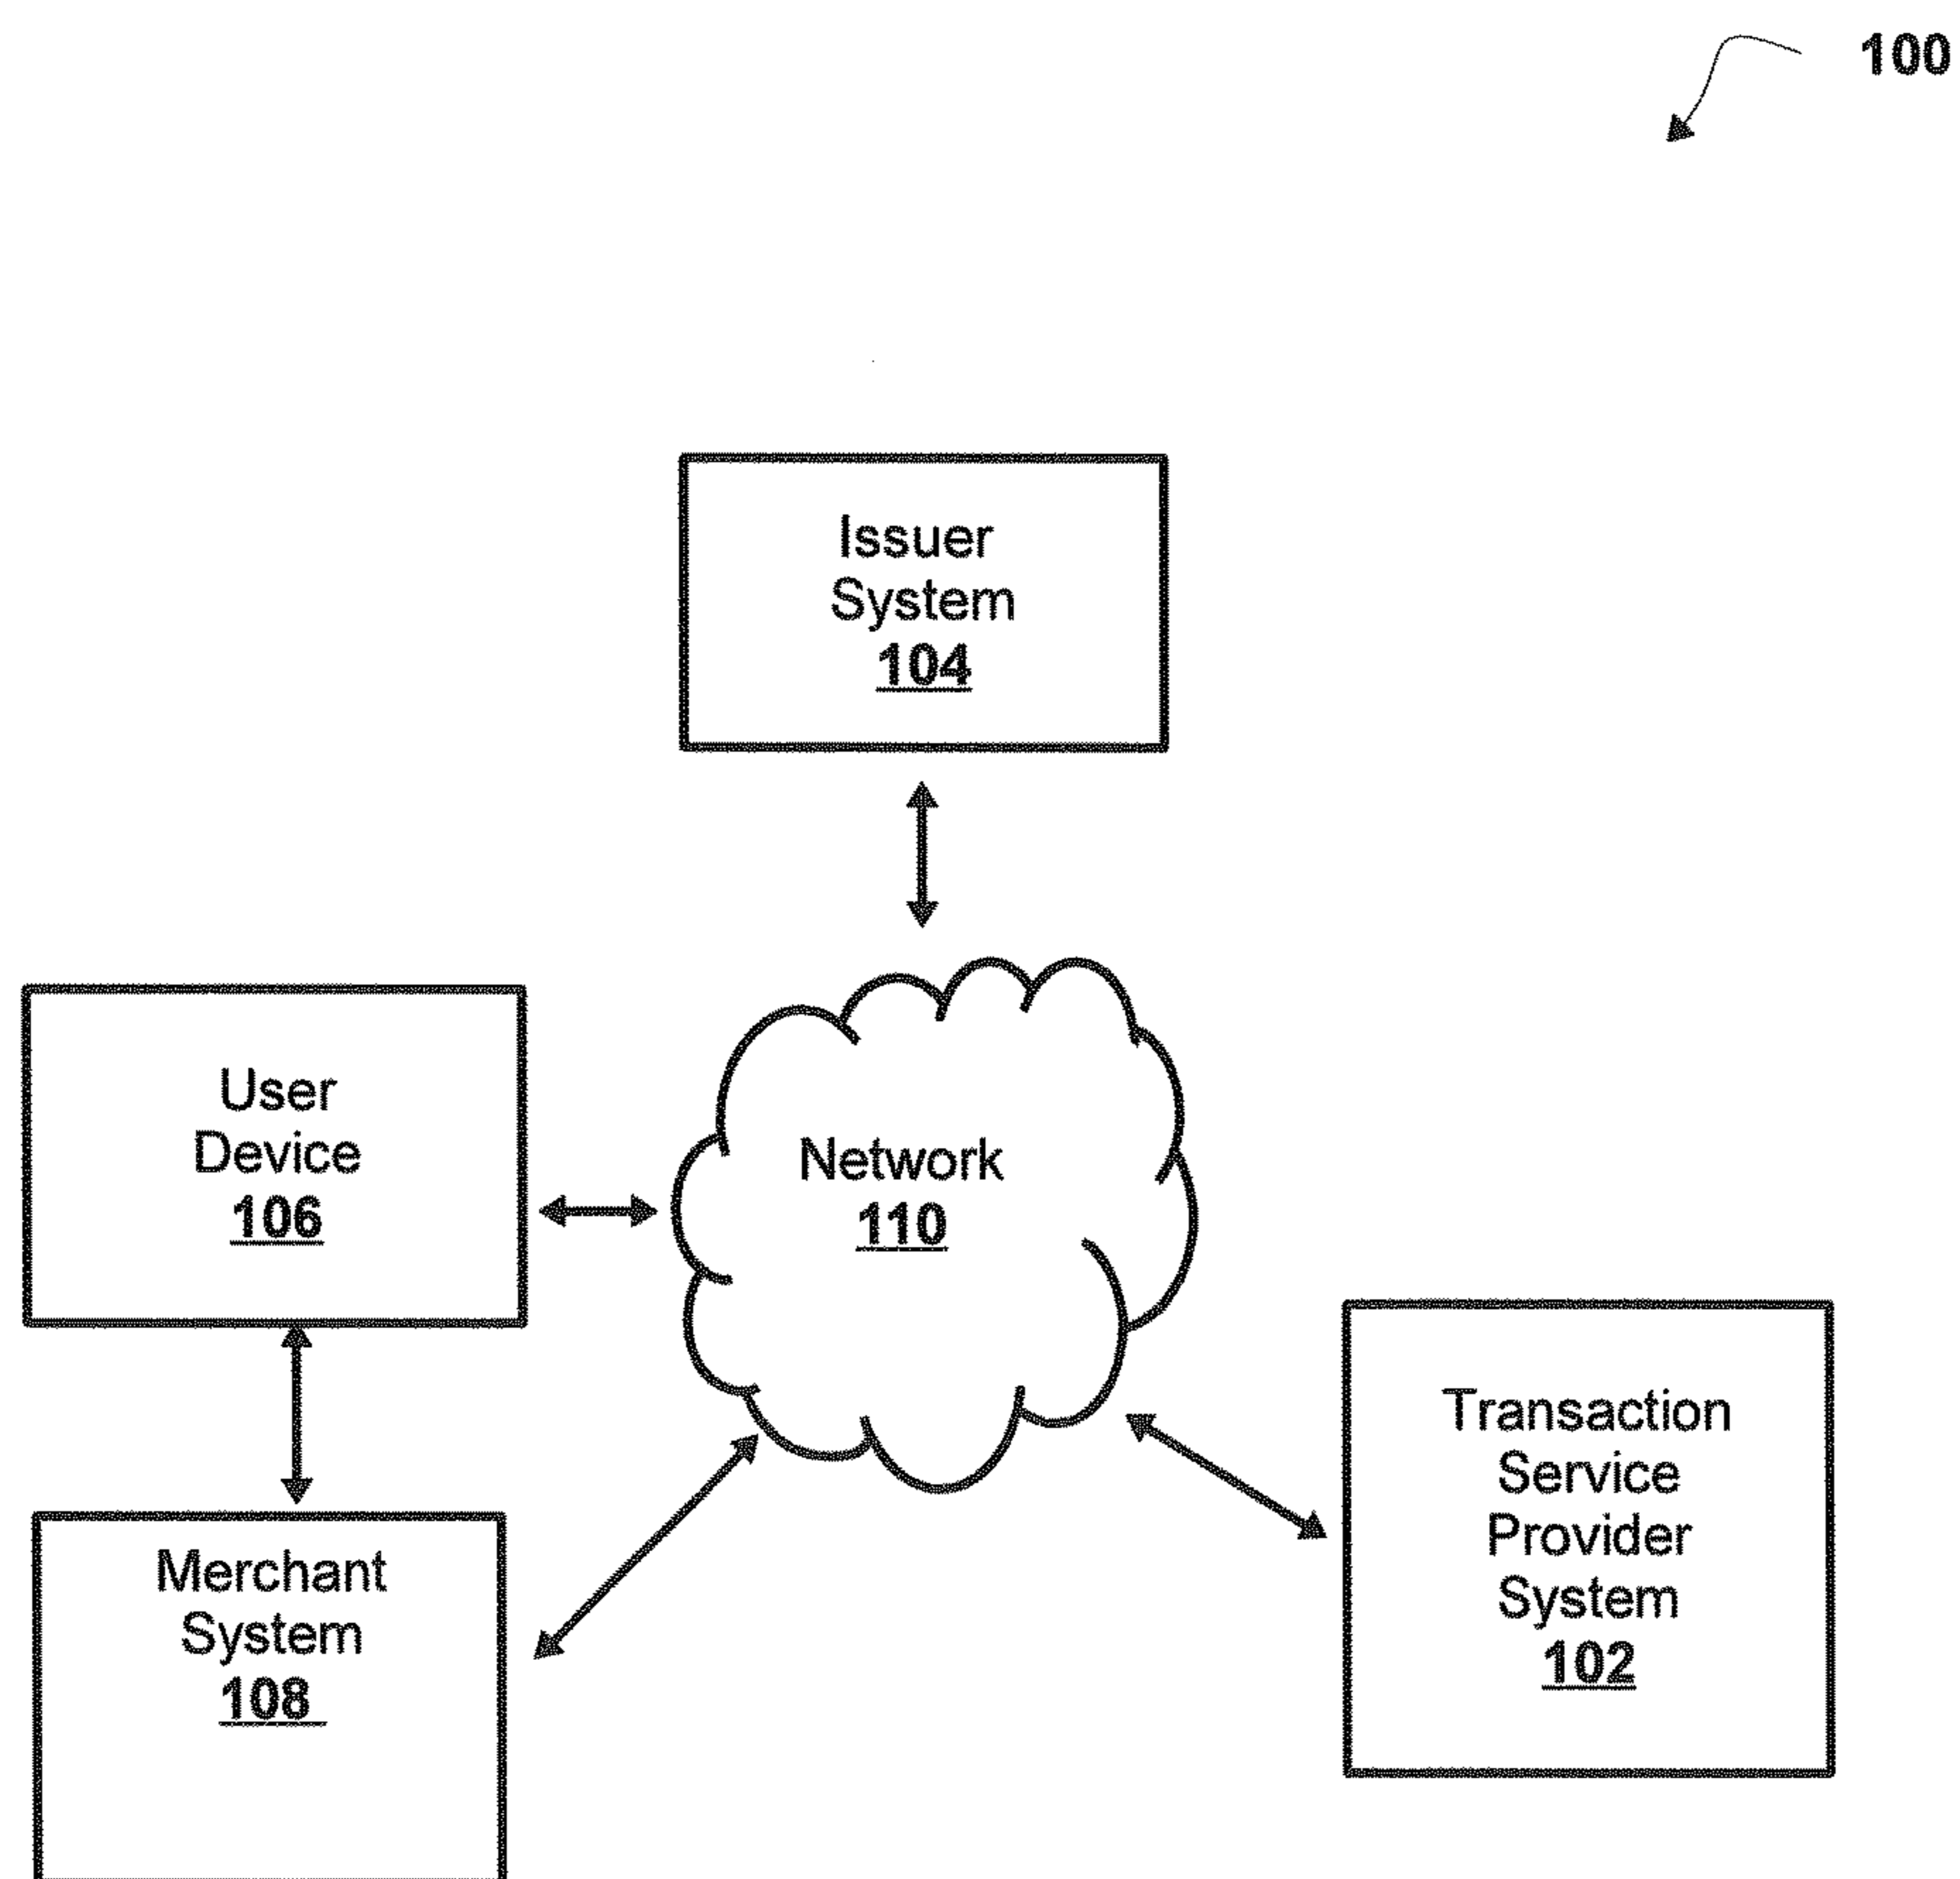 100
Issuer
System
104
User
Device
106
Network
110
Transaction
Service
Provider
System
102
Merchant
System
108